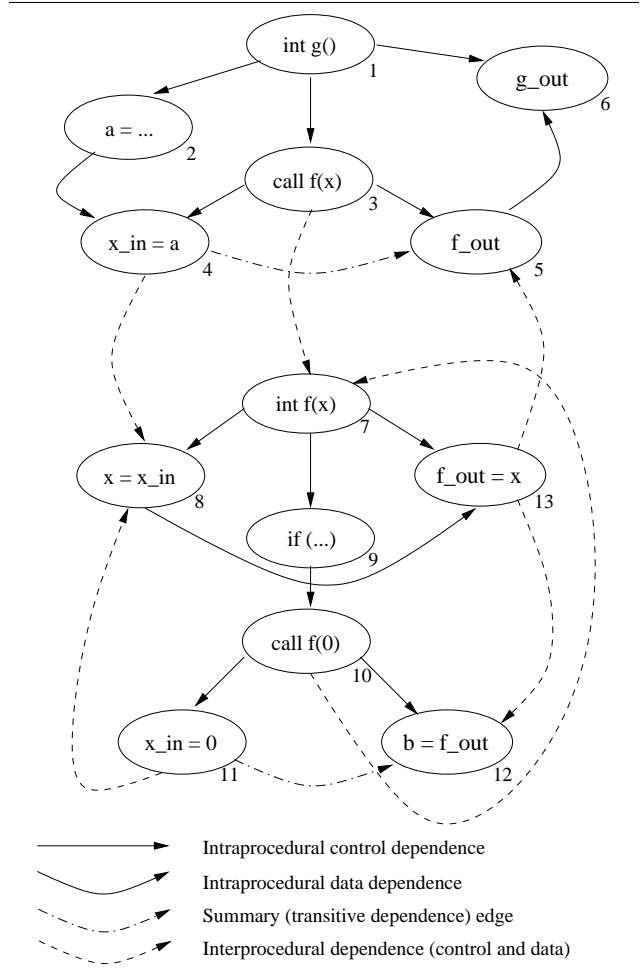 int g()
1
g_out
6
a = ...
2
call f(x)
3
x_in = a
4
f_out
5
int f(x)
7
x = x_in
8
f_out = x
13
if (...)
9
call f(0)
10
x_in = 0
11
b = f_out
12
Intraprocedural control dependence
Intraprocedural data dependence
Summary (transitive dependence) edge
Interprocedural dependence (control and data)